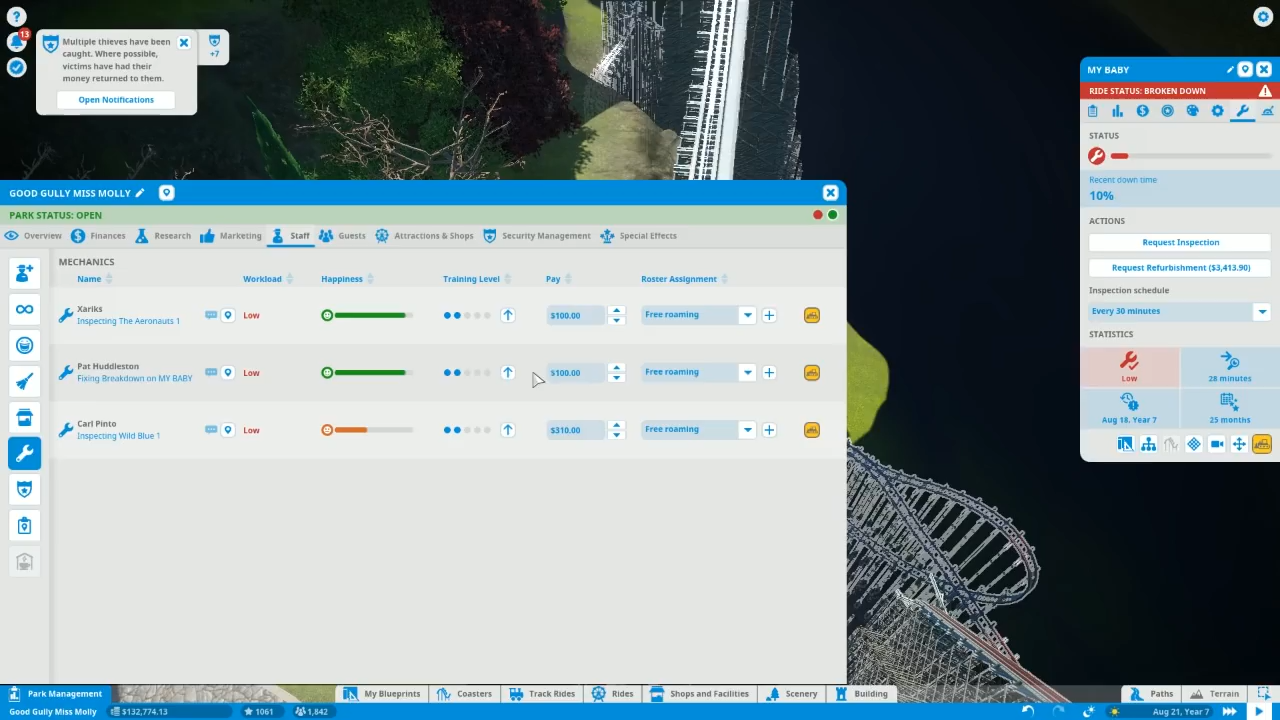 ?
13
Multiple thieves have been
caught. Where possible,
victims have had their
money returned to them.
Open Notifications
+7
GOOD GULLY MISS MOLLY
PARK STATUS: OPEN
Overview Finances Research Marketing Staff Guests Attractions & Shops Security Management Special Effects
MECHANICS
Name Workload Happiness Training Level Pay Roster Assignment
Xariks
Inspecting The Aeronauts 1
Low
$100.00
Free roaming
Pat Huddleston
Fixing Breakdown on MY BABY
Low
$100.00
Free roaming
Carl Pinto
Inspecting Wild Blue 1
Low
$310.00
Free roaming
MY BABY
RIDE STATUS: BROKEN DOWN
STATUS
Recent down time
10%
ACTIONS
Request Inspection
Request Refurbishment ($3,413.90)
Inspection schedule
Every 30 minutes
STATISTICS
Low
28 minutes
Aug 18, Year 7
25 months
Park Management My Blueprints Coasters Track Rides Rides Shops and Facilities Scenery Building Paths Terrain
Good Gully Miss Molly $132,774.13 1061 1,842 Aug 21, Year 7